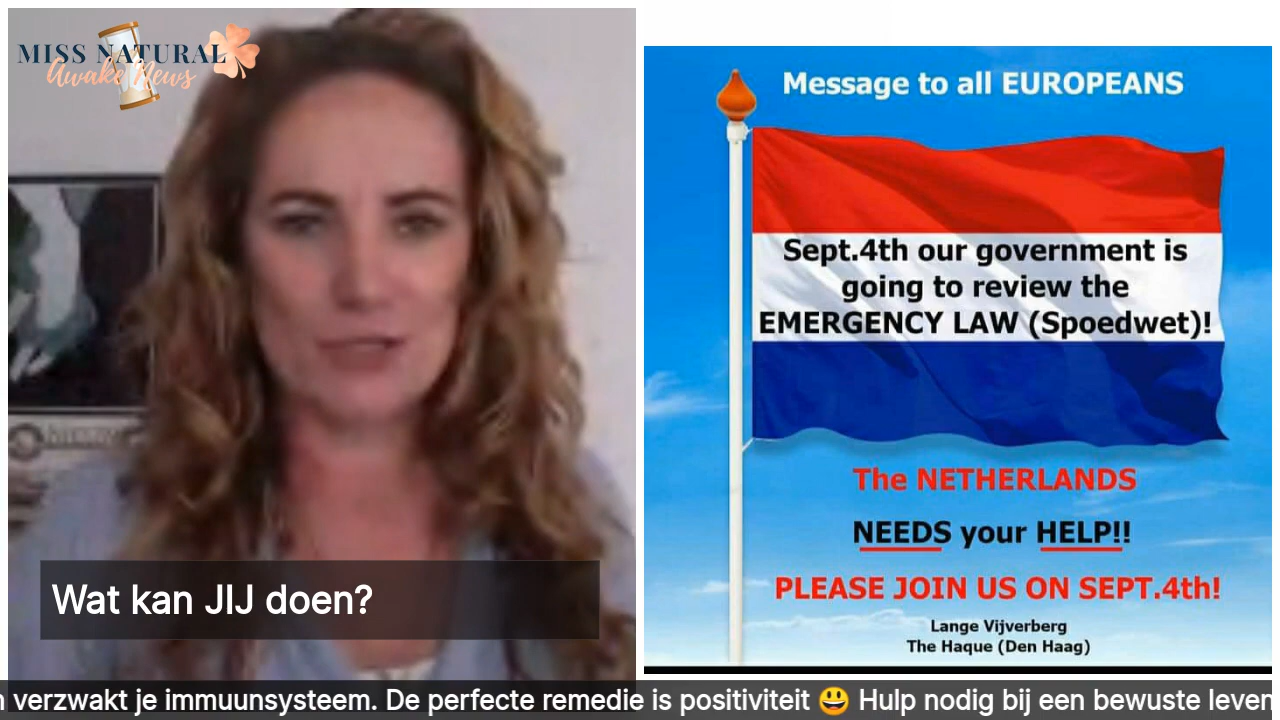 MISS NATURAL
Awake News
Message to all EUROPEANS
Sept.4th our government is
going to review the
EMERGENCY LAW (Spoedwet)!
The NETHERLANDS
NEEDS your HELP!!
PLEASE JOIN US ON SEPT.4th!
Lange Vijverberg
The Haque (Den Haag)
Wat kan JIJ doen?
verzwakt je immuunsysteem. De perfecte remedie is positiviteit 😃 Hulp nodig bij een bewuste leven